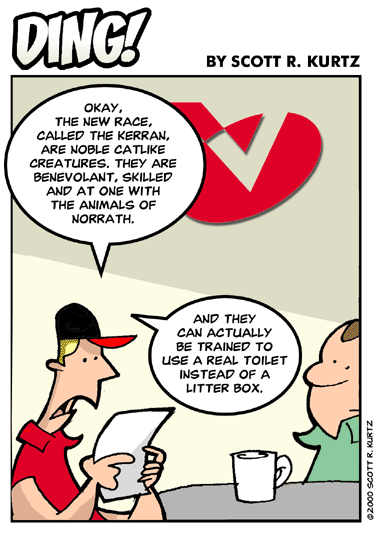 DING!
BY SCOTT R. KURTZ
OKAY,
THE NEW RACE,
CALLED THE KERRAN,
ARE NOBLE CATLIKE
CREATURES. THEY ARE
BENEVOLANT, SKILLED
AND AT ONE WITH
THE ANIMALS OF
NORRATH.
AND THEY
CAN ACTUALLY
BE TRAINED TO
USE A REAL TOILET
INSTEAD OF A
LITTER BOX.
©2000 SCOTT R. KURTZ